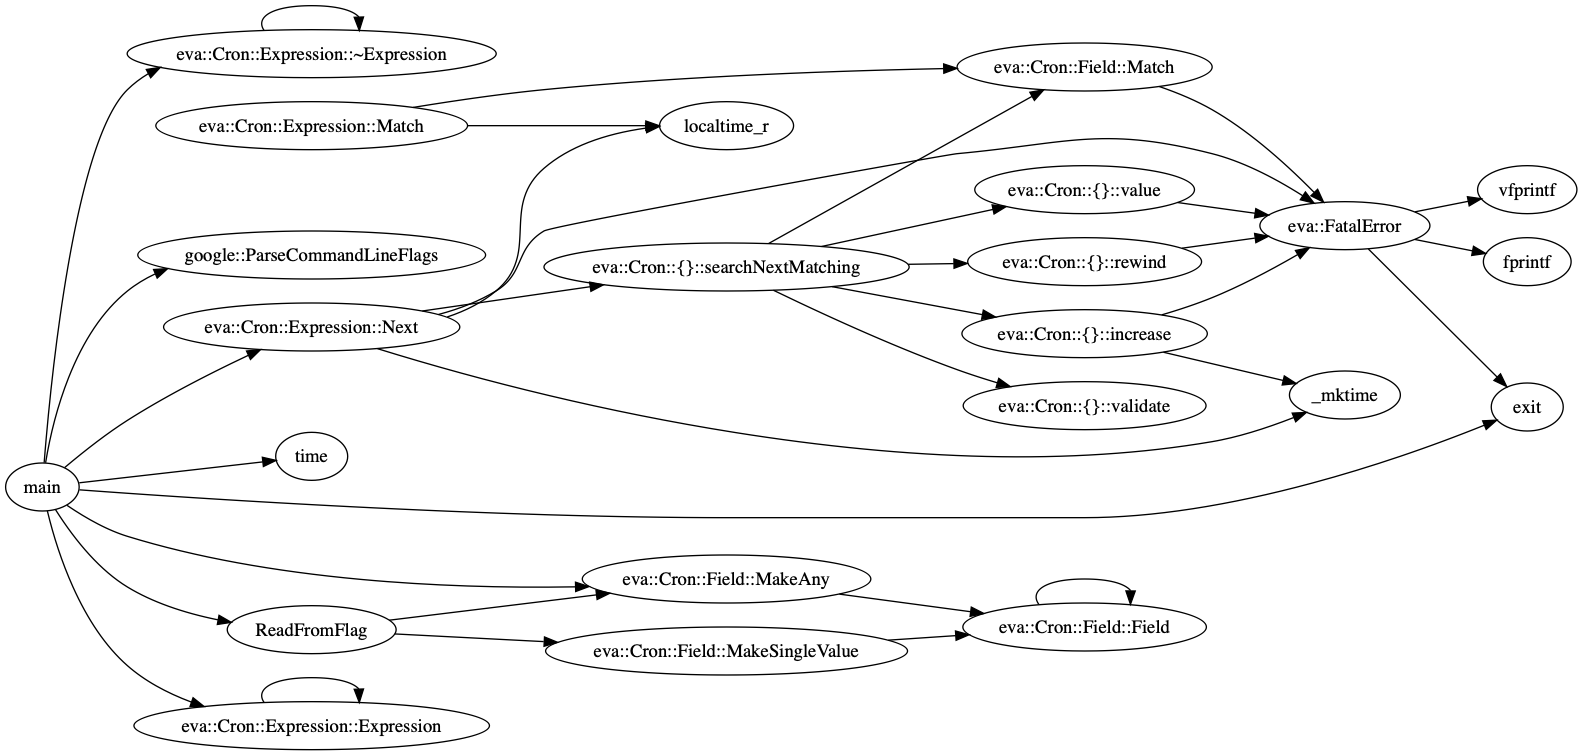 eva::Cron::Expression::~Expression
eva::Cron::Field::Match
eva::Cron::Expression::Match
localtime_r
eva::Cron::{}::value
vfprintf
eva::FatalError
google::ParseCommandLineFlags
eva::Cron::{}::searchNextMatching
eva::Cron::{}::rewind
fprintf
eva::Cron::Expression::Next
eva::Cron::{}::increase
_mktime
eva::Cron::{}::validate
exit
time
main
eva::Cron::Field::MakeAny
ReadFromFlag
eva::Cron::Field::Field
eva::Cron::Field::MakeSingleValue
eva::Cron::Expression::Expression